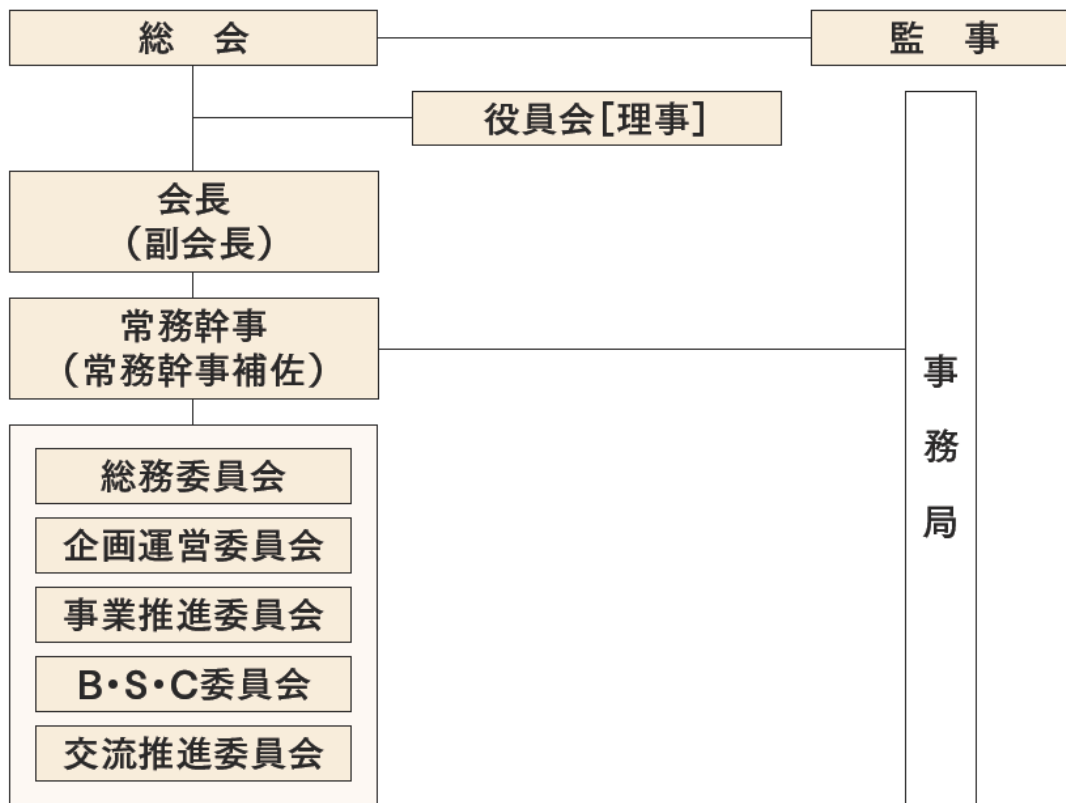 総　会
監　事
役員会[理事]
会長
（副会長）
常務幹事
（常務幹事補佐）
事務局
総務委員会
企画運営委員会
事業推進委員会
B・S・C委員会
交流推進委員会